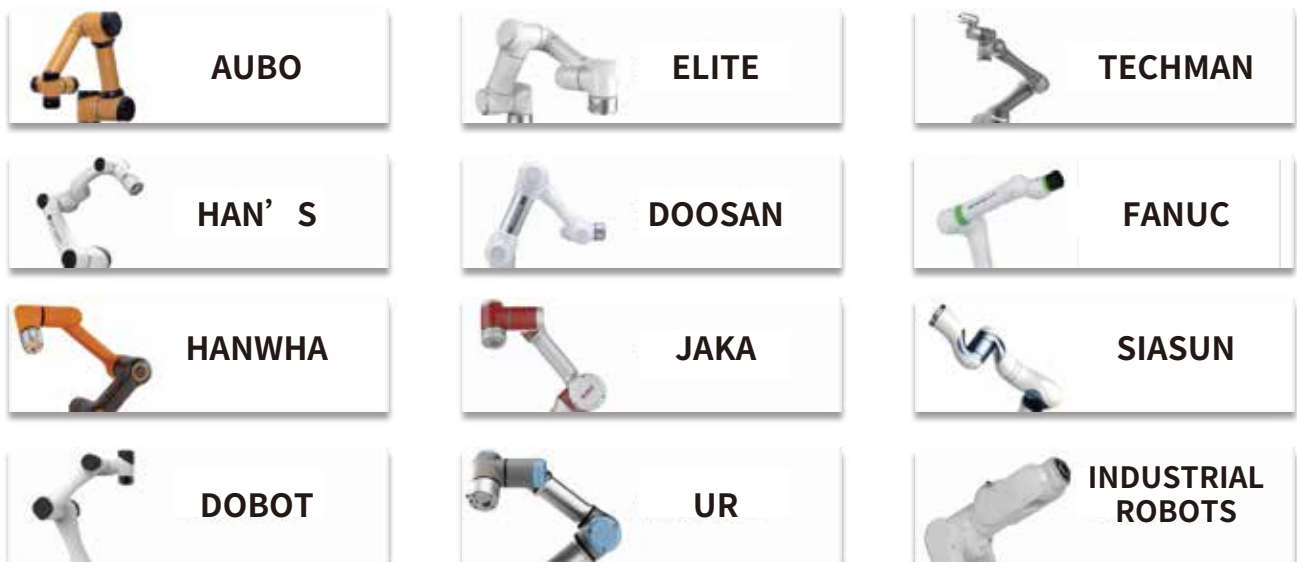 AUBO
ELITE
TECHMAN
HAN’ S
DOOSAN
FANUC
HANWHA
JAKA
SIASUN
DOBOT
UR
INDUSTRIAL
ROBOTS